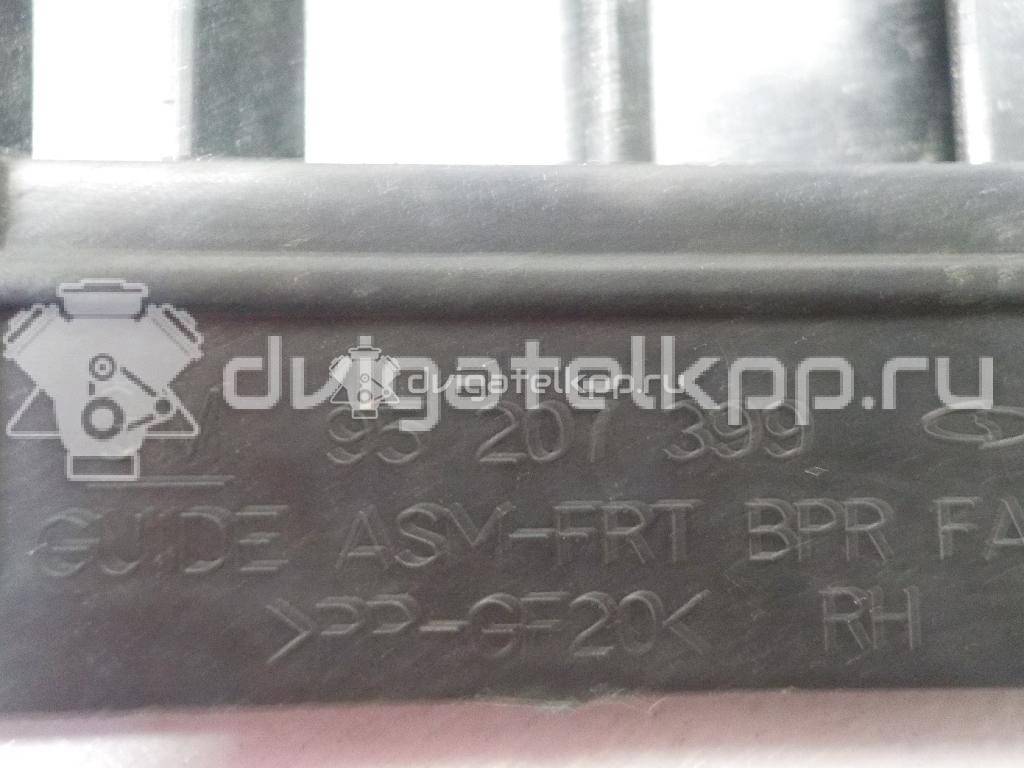 dvigatelkpp.ru
dvigatelkpp.ru
95 207 399
GUIDE ASM-FRT BPR FA
>PP-GF20< RH